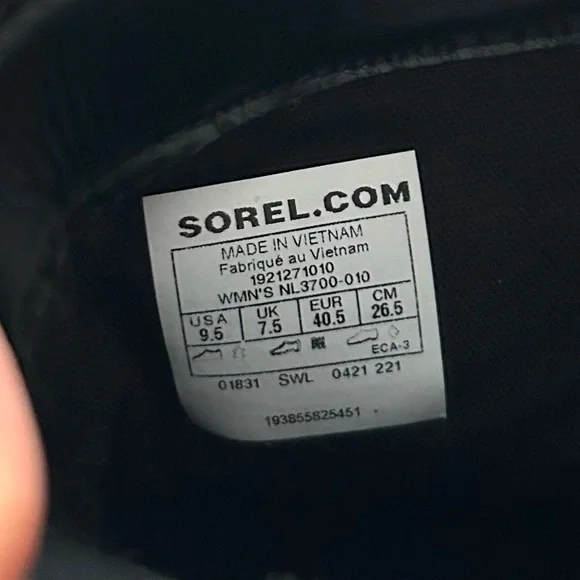 SOREL.COM
MADE IN VIETNAM
Fabriqué au Vietnam
1921271010
WMN'S NL3700-010
USA UK EUR CM
9.5 7.5 40.5 26.5
ECA-3
01831 SWL 0421 221
193855825451